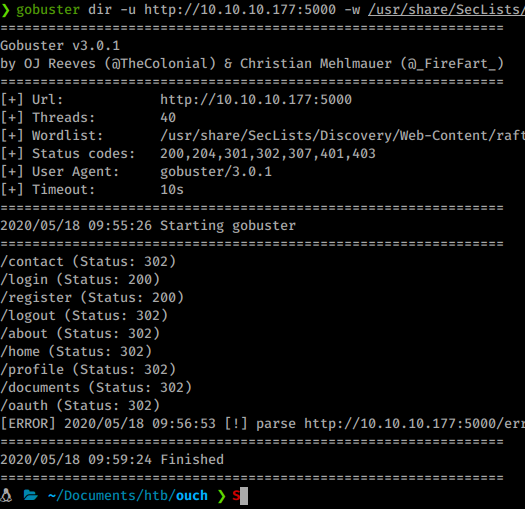 ❯ gobuster dir -u http://10.10.10.177:5000 -w /usr/share/SecLists/
===============================================================
Gobuster v3.0.1
by OJ Reeves (@TheColonial) & Christian Mehlmauer (@_FireFart_)
===============================================================
[+] Url:            http://10.10.10.177:5000
[+] Threads:        40
[+] Wordlist:       /usr/share/SecLists/Discovery/Web-Content/raft
[+] Status codes:   200,204,301,302,307,401,403
[+] User Agent:     gobuster/3.0.1
[+] Timeout:        10s
===============================================================
2020/05/18 09:55:26 Starting gobuster
===============================================================
/contact (Status: 302)
/login (Status: 200)
/register (Status: 200)
/logout (Status: 302)
/about (Status: 302)
/home (Status: 302)
/profile (Status: 302)
/documents (Status: 302)
/oauth (Status: 302)
[ERROR] 2020/05/18 09:56:53 [!] parse http://10.10.10.177:5000/err
===============================================================
2020/05/18 09:59:24 Finished
===============================================================
~/Documents/htb/ouch ❯ S